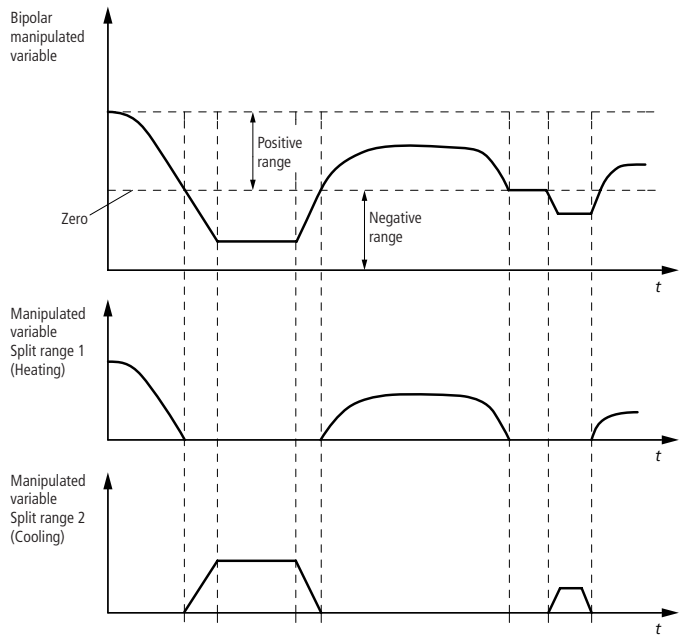 Bipolar
manipulated
variable
Positive
range
Zero
Negative
range
t
Manipulated
variable
Split range 1
(Heating)
t
Manipulated
variable
Split range 2
(Cooling)
t